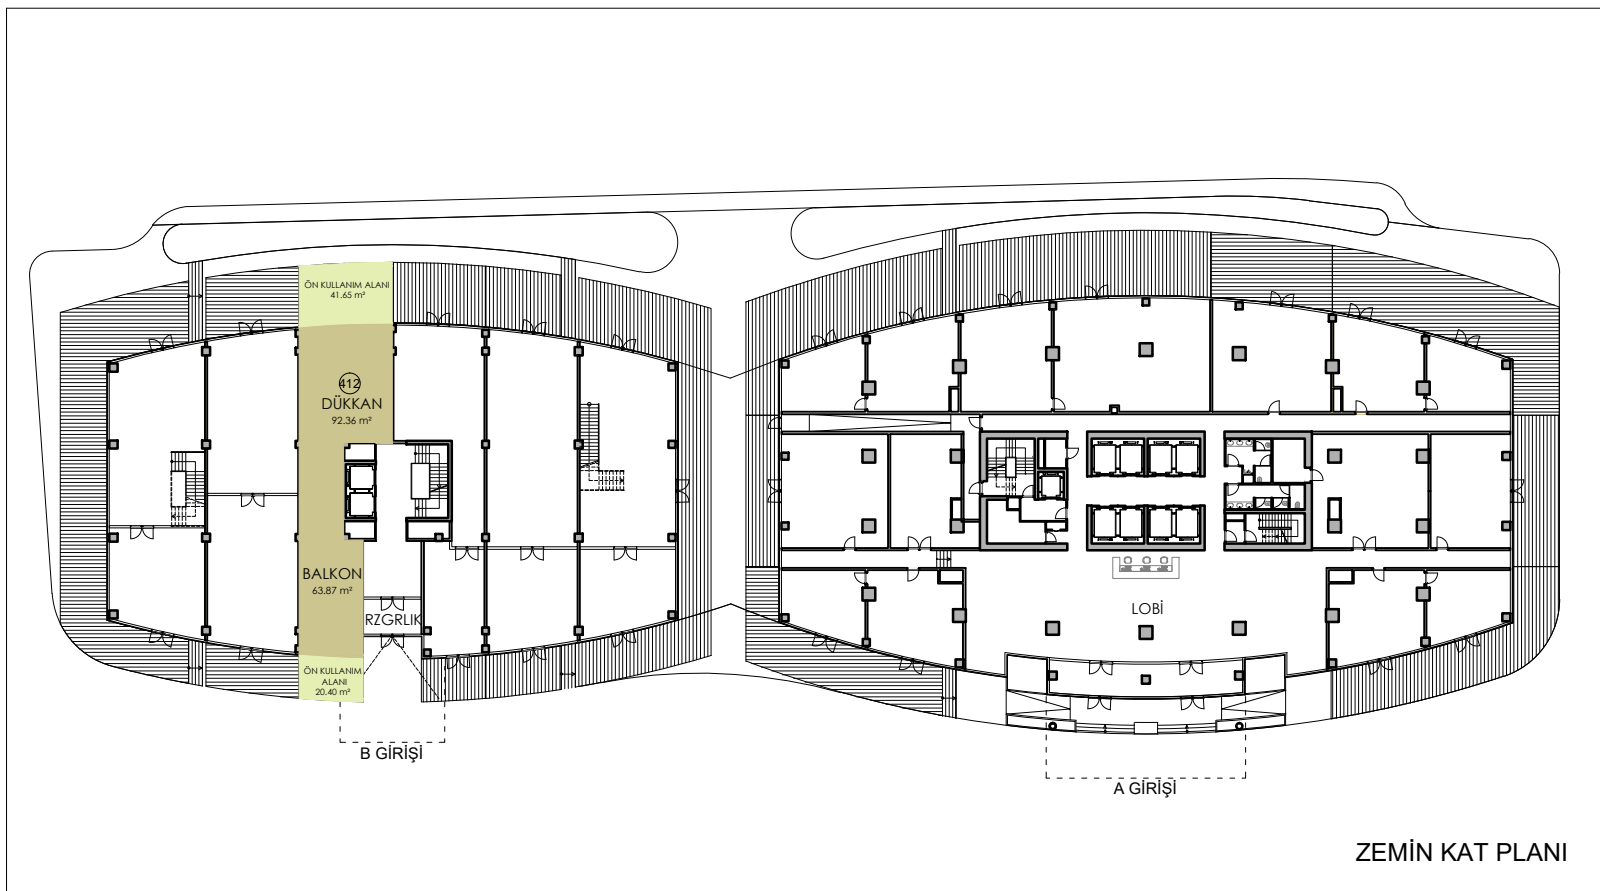 ÖN KULLANIM ALANI
41.65 m²
412
DÜKKAN
92.36 m²
BALKON
63.87 m²
RZGRLIK
ÖN KULLANIM
ALANI
20.40 m²
B GİRİŞİ
LOBİ
A GİRİŞİ
ZEMİN KAT PLANI